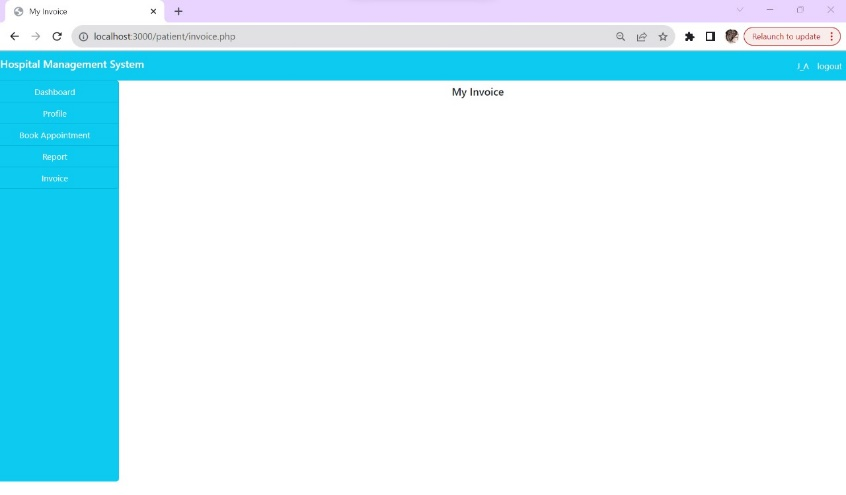 My Invoice
localhost:3000/patient/invoice.php
Relaunch to update
Hospital Management System
J_A logout
Dashboard
Profile
Book Appointment
Report
Invoice
My Invoice